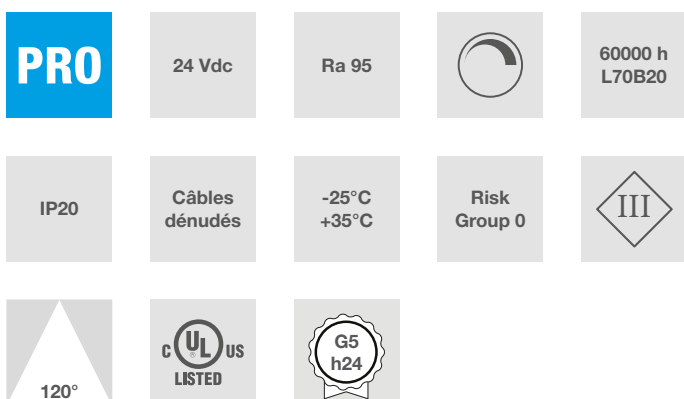 PRO
24 Vdc
Ra 95
60000 h
L70B20
IP20
Câbles
dénudés
-25°C
+35°C
Risk
Group 0
III
120°
C UL US
®
LISTED
G5
h24